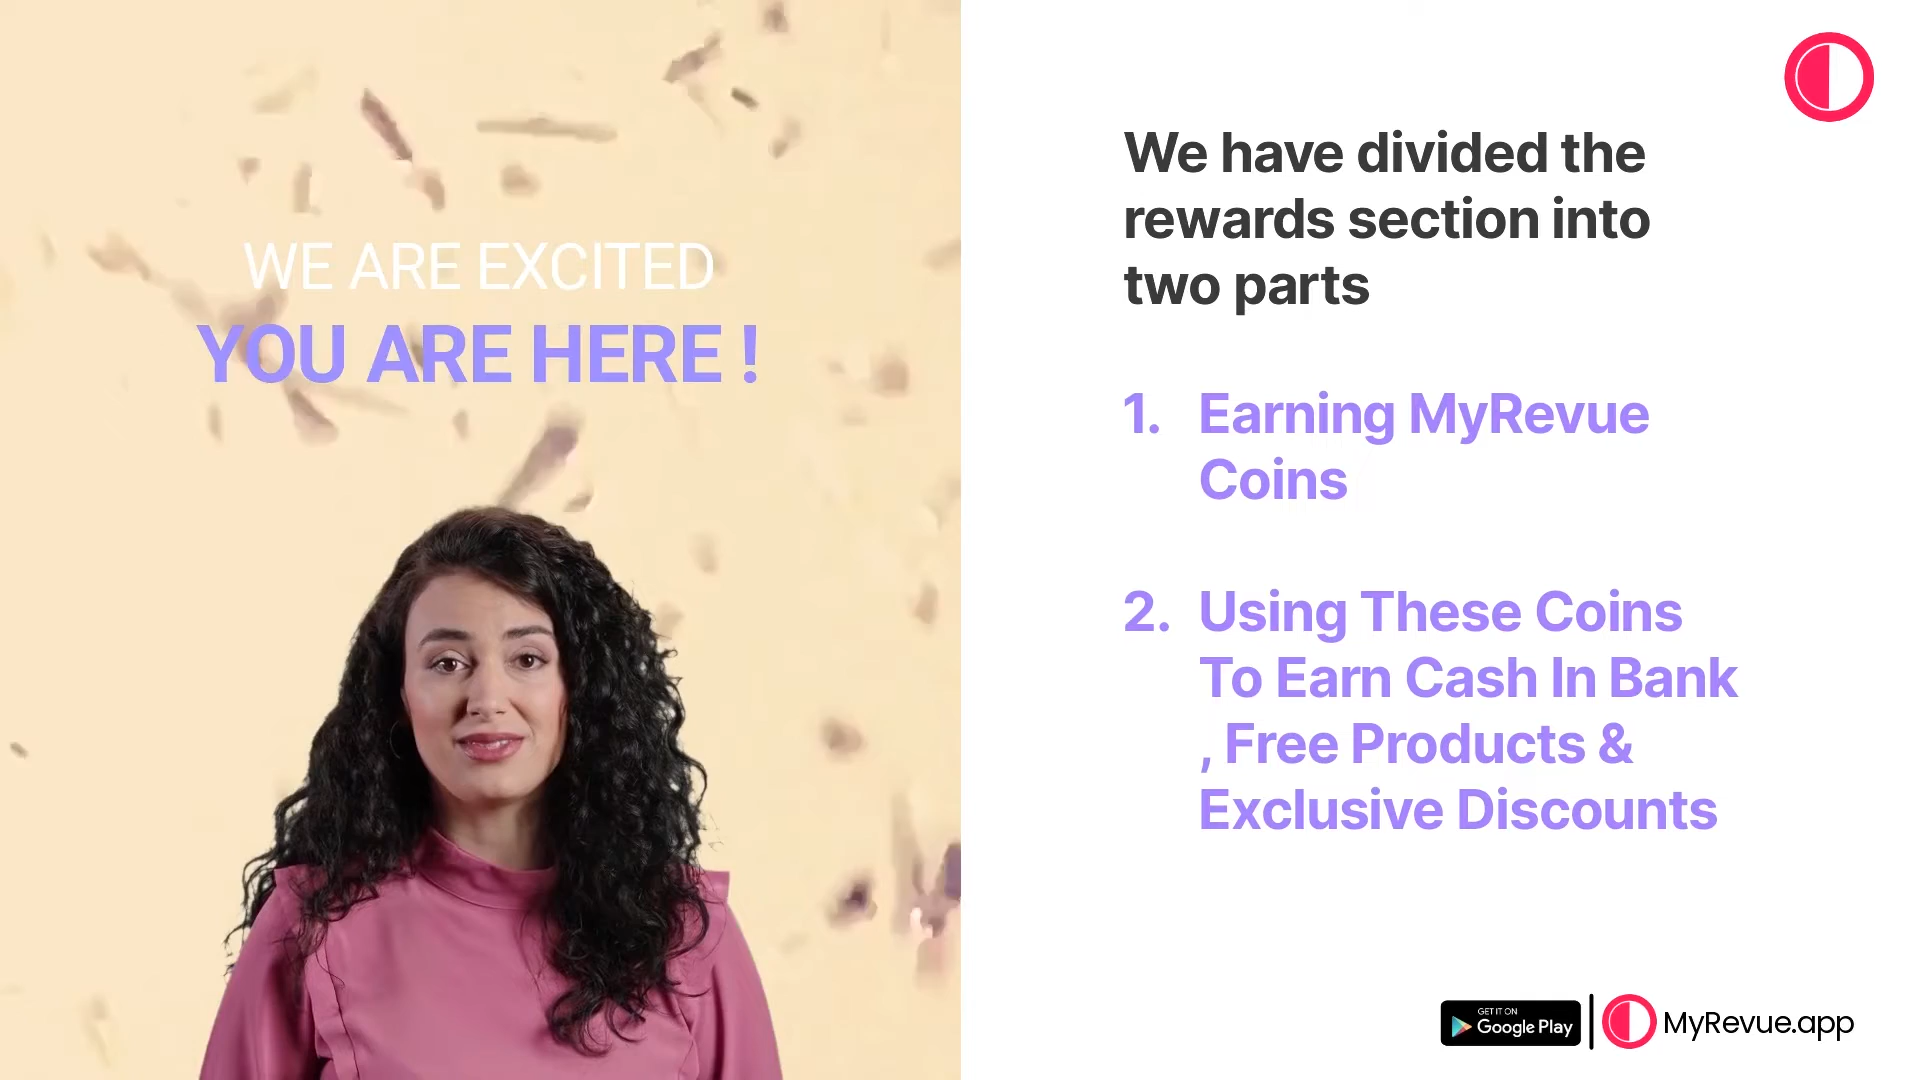 WE ARE EXCITED
YOU ARE HERE !
We have divided the
rewards section into
two parts
1. Earning MyRevue
Coins
2. Using These Coins
To Earn Cash In Bank
, Free Products &
Exclusive Discounts
GET IT ON
Google Play
MyRevue.app